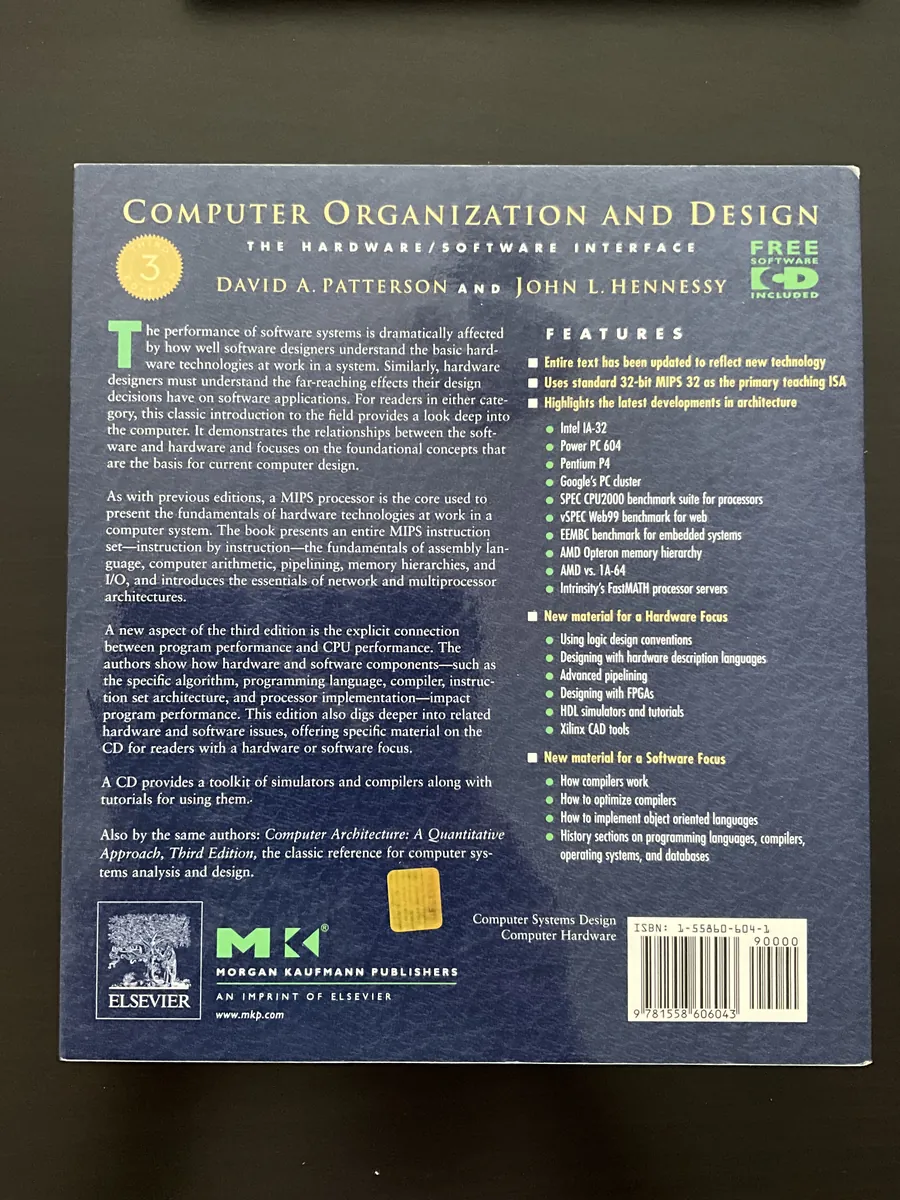 COMPUTER ORGANIZATION AND DESIGN
THE HARDWARE/SOFTWARE INTERFACE
3
DAVID A. PATTERSON AND JOHN L. HENNESSY
FREE
SOFTWARE
CD
INCLUDED
The performance of software systems is dramatically affected
by how well software designers understand the basic hard-
ware technologies at work in a system. Similarly, hardware
designers must understand the far-reaching effects their design
decisions have on software applications. For readers in either cate-
gory, this classic introduction to the field provides a look deep into
the computer. It demonstrates the relationships between the soft-
ware and hardware and focuses on the foundational concepts that
are the basis for current computer design.
As with previous editions, a MIPS processor is the core used to
present the fundamentals of hardware technologies at work in a
computer system. The book presents an entire MIPS instruction
set—instruction by instruction—the fundamentals of assembly lan-
guage, computer arithmetic, pipelining, memory hierarchies, and
I/O, and introduces the essentials of network and multiprocessor
architectures.
A new aspect of the third edition is the explicit connection
between program performance and CPU performance. The
authors show how hardware and software components—such as
the specific algorithm, programming language, compiler, instruc-
tion set architecture, and processor implementation—impact
program performance. This edition also digs deeper into related
hardware and software issues, offering specific material on the
CD for readers with a hardware or software focus.
A CD provides a toolkit of simulators and compilers along with
tutorials for using them.
Also by the same authors: Computer Architecture: A Quantitative
Approach, Third Edition, the classic reference for computer sys-
tems analysis and design.
FEATURES
Entire text has been updated to reflect new technology
Uses standard 32-bit MIPS 32 as the primary teaching ISA
Highlights the latest developments in architecture
Intel IA-32
Power PC 604
Pentium P4
Google's PC cluster
SPEC CPU2000 benchmark suite for processors
vSPEC Web99 benchmark for web
EEMBC benchmark for embedded systems
AMD Opteron memory hierarchy
AMD vs. 1A-64
Intrinsity's FastMATH processor servers
New material for a Hardware Focus
Using logic design conventions
Designing with hardware description languages
Advanced pipelining
Designing with FPGAs
HDL simulators and tutorials
Xilinx CAD tools
New material for a Software Focus
How compilers work
How to optimize compilers
How to implement object oriented languages
History sections on programming languages, compilers,
operating systems, and databases
ELSEVIER
MK®
MORGAN KAUFMANN PUBLISHERS
AN IMPRINT OF ELSEVIER
www.mkp.com
Computer Systems Design
Computer Hardware
ISBN: 1-55860-604-1
90000
9 781558 606043